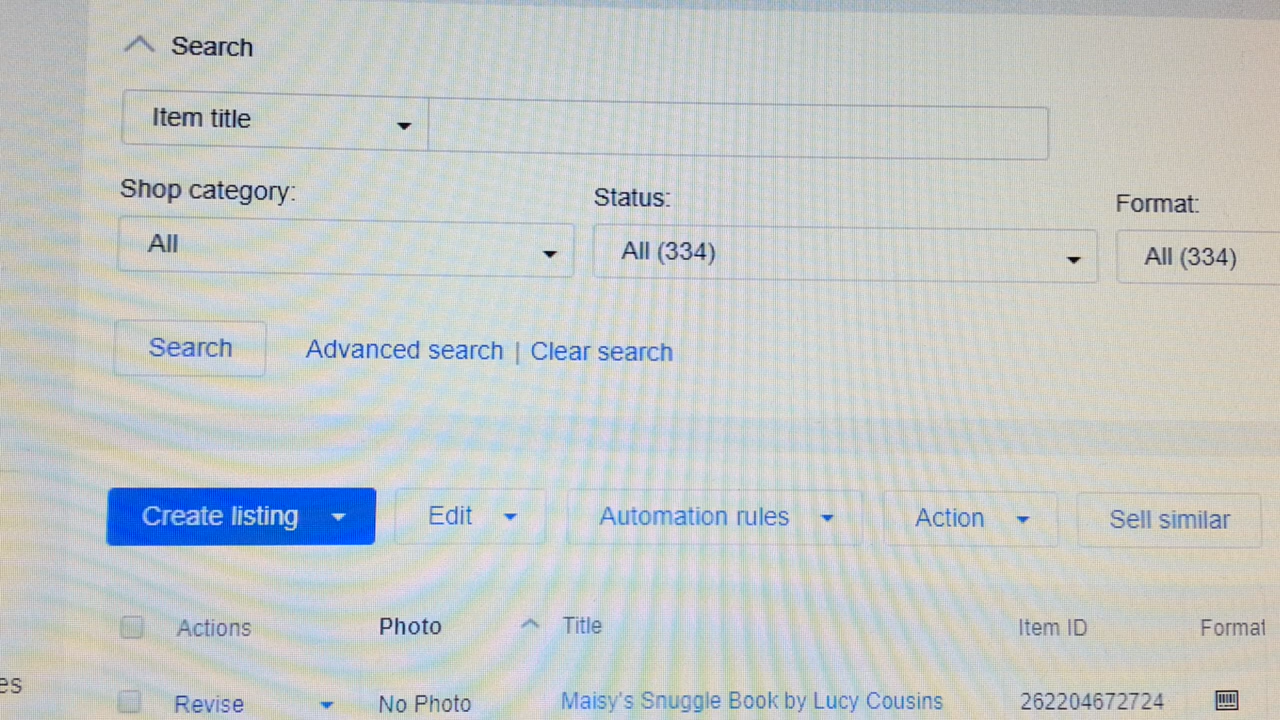 Search
Item title
Shop category: Status: Format:
All All (334) All (334)
Search Advanced search | Clear search
Create listing Edit Automation rules Action Sell similar
Actions Photo Title Item ID Format
es Revise No Photo Maisy's Snuggle Book by Lucy Cousins 262204672724